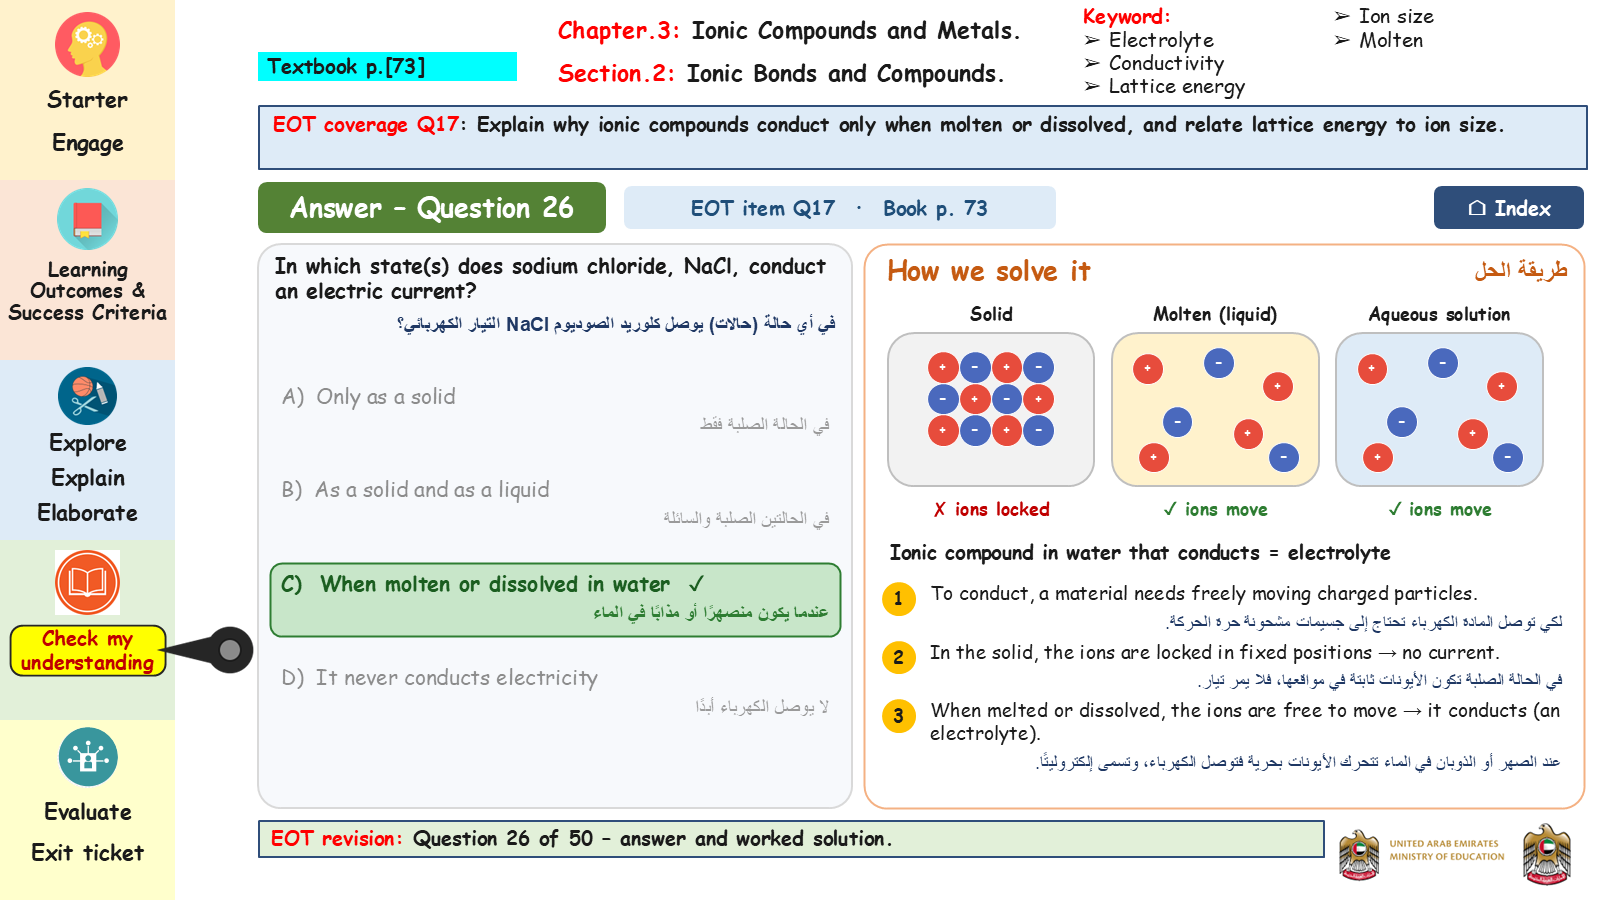 Starter
Engage
Learning
Outcomes &
Success Criteria
Explore
Explain
Elaborate
Check my
understanding
Evaluate
Exit ticket
Textbook p.[73]
Chapter.3: Ionic Compounds and Metals.
Section.2: Ionic Bonds and Compounds.
Keyword:
➢ Electrolyte
➢ Conductivity
➢ Lattice energy
➢ Ion size
➢ Molten
EOT coverage Q17: Explain why ionic compounds conduct only when molten or dissolved, and relate lattice energy to ion size.
Answer – Question 26
EOT item Q17 · Book p. 73
Index
In which state(s) does sodium chloride, NaCl, conduct
an electric current?
في أي حالة (حالات) يوصل كلوريد الصوديوم NaCl التيار الكهربائي؟
A) Only as a solid
في الحالة الصلبة فقط
B) As a solid and as a liquid
في الحالتين الصلبة والسائلة
C) When molten or dissolved in water ✓
عندما يكون منصهرًا أو مذابًا في الماء
D) It never conducts electricity
لا يوصل الكهرباء أبدًا
How we solve it
طريقة الحل
Solid
Molten (liquid)
Aqueous solution
+ − + −
− + − +
+ − + −
✗ ions locked
✓ ions move
✓ ions move
Ionic compound in water that conducts = electrolyte
1 To conduct, a material needs freely moving charged particles.
لكي توصل المادة الكهرباء تحتاج إلى جسيمات مشحونة حرة الحركة.
2 In the solid, the ions are locked in fixed positions → no current.
في الحالة الصلبة تكون الأيونات ثابتة في مواقعها، فلا يمر تيار.
3 When melted or dissolved, the ions are free to move → it conducts (an
electrolyte).
عند الصهر أو الذوبان في الماء تتحرك الأيونات بحرية فتوصل الكهرباء، وتسمى إلكتروليتًا.
EOT revision: Question 26 of 50 – answer and worked solution.
UNITED ARAB EMIRATES
MINISTRY OF EDUCATION